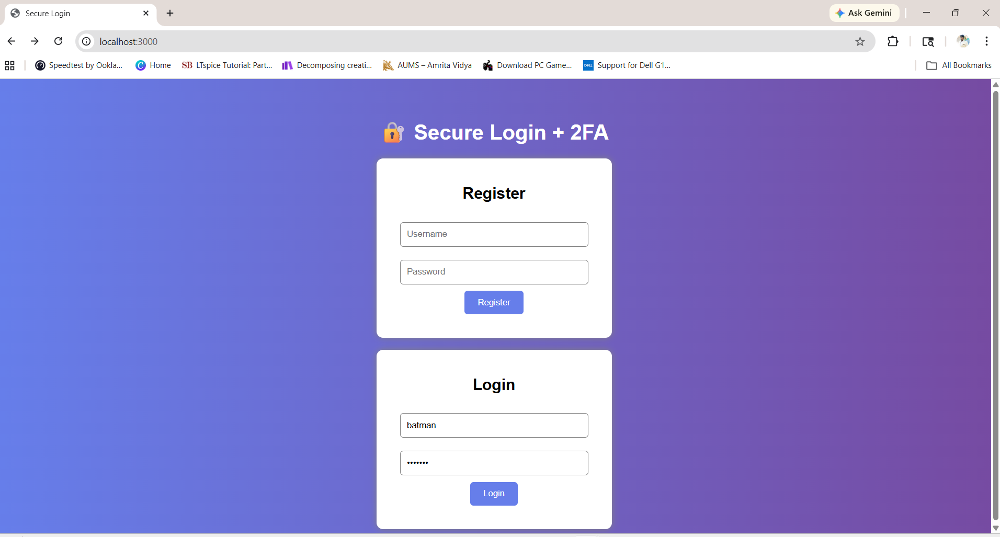 Secure Login
Ask Gemini
localhost:3000
Speedtest by Ookla...
Home
SB LTspice Tutorial: Part...
Decomposing creati...
AUMS – Amrita Vidya
Download PC Game...
DELL Support for Dell G1...
All Bookmarks
🔐 Secure Login + 2FA
Register
Username
Password
Register
Login
batman
•••••••
Login